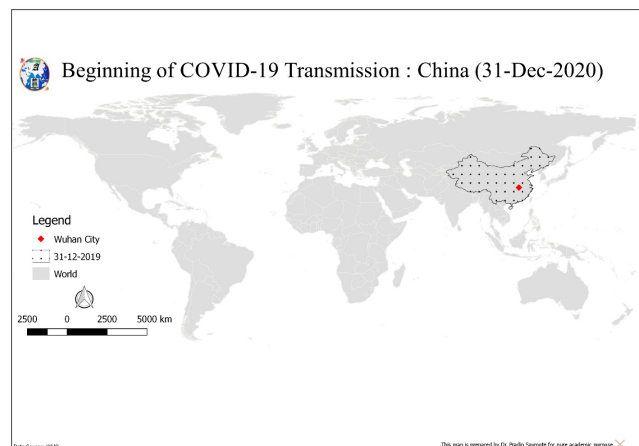 Beginning of COVID-19 Transmission : China (31-Dec-2020)
Legend
Wuhan City
31-12-2019
World
2500 0 2500 5000 km
This map is prepared by Dr. Pradip Sarpote for pure academic purpose